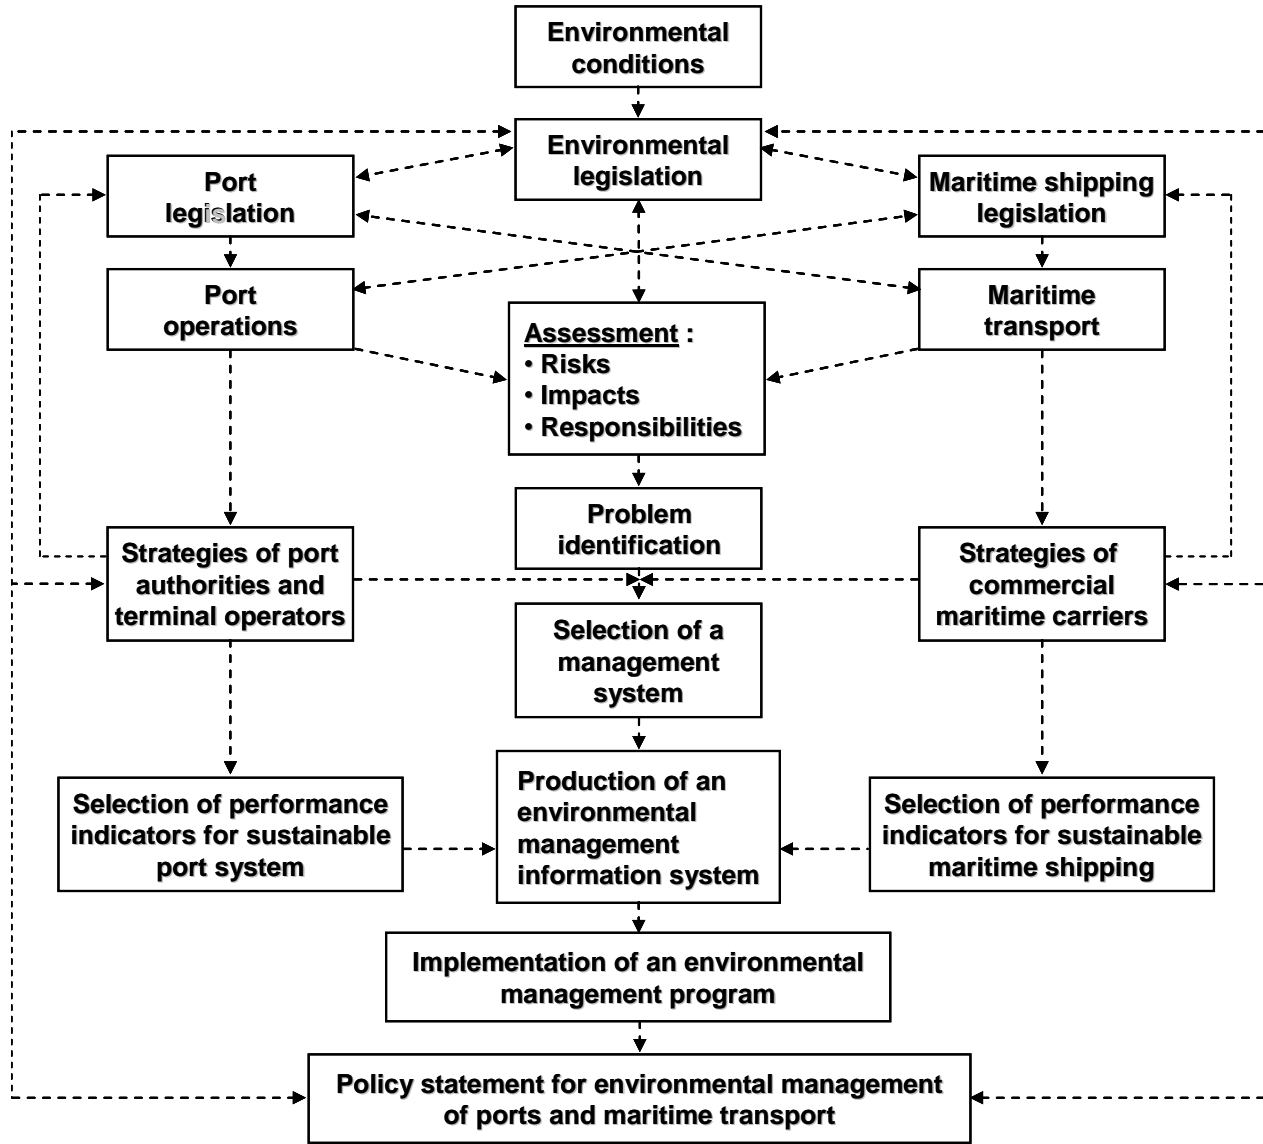 Environmental
conditions
Environmental
legislation
Port
legislation
Maritime shipping
legislation
Port
operations
Maritime
transport
Assessment :
• Risks
• Impacts
• Responsibilities
Problem
identification
Strategies of port
authorities and
terminal operators
Strategies of
commercial
maritime carriers
Selection of a
management
system
Selection of performance
indicators for sustainable
port system
Production of an
environmental
management
information system
Selection of performance
indicators for sustainable
maritime shipping
Implementation of an environmental
management program
Policy statement for environmental management
of ports and maritime transport